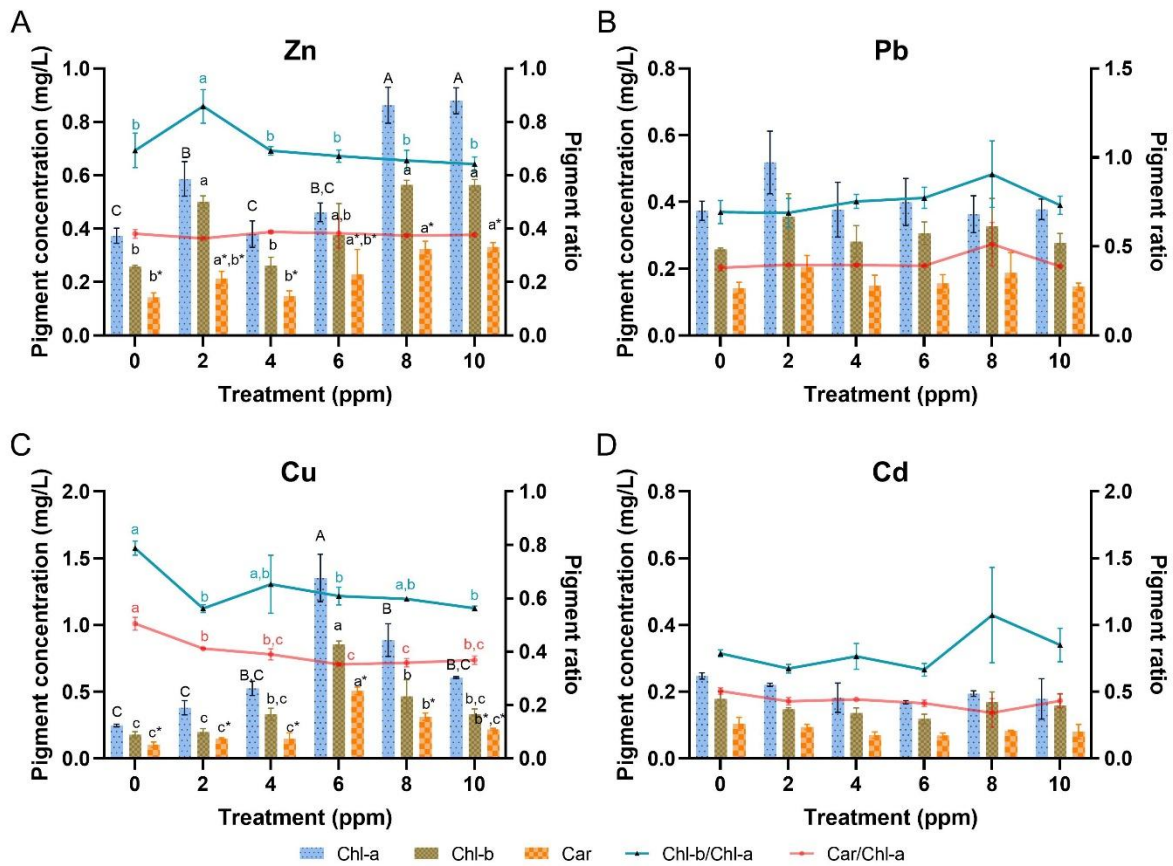 A
Zn
Pigment concentration (mg/L)
1.0
0.8
0.6
0.4
0.2
0.0
1.0
0.8
0.6
0.4
0.2
0.0
Pigment ratio
b a b b b b
C B C B,C A A
b a b a,b a a
b* a*,b* b* a*,b* a* a*
0 2 4 6 8 10
Treatment (ppm)
B
Pb
Pigment concentration (mg/L)
0.8
0.6
0.4
0.2
0.0
1.5
1.0
0.5
0.0
Pigment ratio
0 2 4 6 8 10
Treatment (ppm)
C
Cu
Pigment concentration (mg/L)
2.0
1.5
1.0
0.5
0.0
1.0
0.8
0.6
0.4
0.2
0.0
Pigment ratio
a b a,b b a,b b
a b b,c c c b,c
C C B,C A B B,C
c c b,c a b b,c
c* c* c* a* b* b*,c*
0 2 4 6 8 10
Treatment (ppm)
D
Cd
Pigment concentration (mg/L)
0.8
0.6
0.4
0.2
0.0
2.0
1.5
1.0
0.5
0.0
Pigment ratio
0 2 4 6 8 10
Treatment (ppm)
Chl-a Chl-b Car Chl-b/Chl-a Car/Chl-a